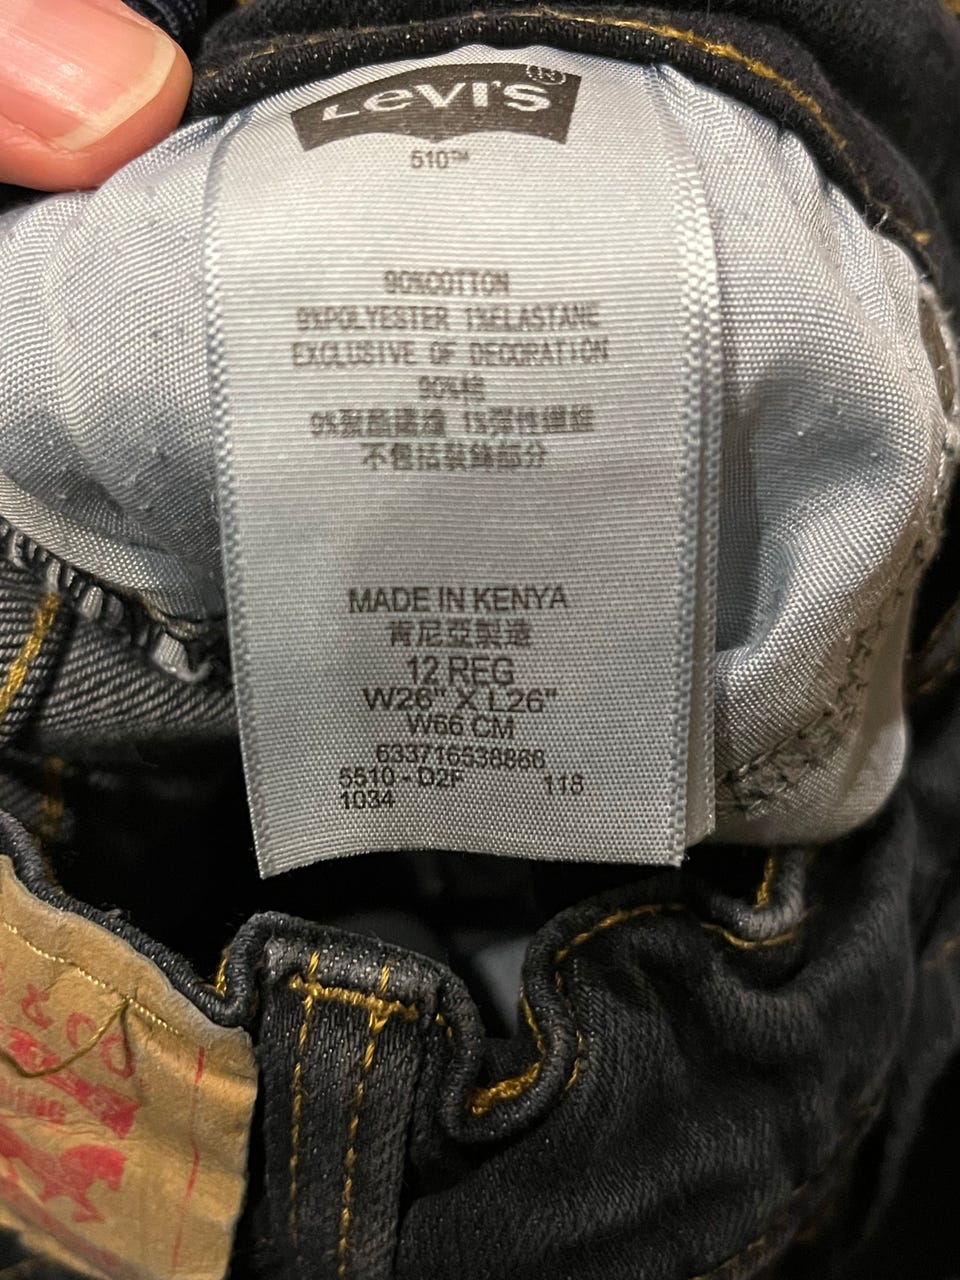 Levi's®
510™
90%COTTON
9%POLYESTER 1%ELASTANE
EXCLUSIVE OF DECORATION
90%棉
9%聚酯纖維 1%彈性纖維
不包括裝飾部分
MADE IN KENYA
肯尼亞製造
12 REG
W26" X L26"
W66 CM
633716538866
5510 - D2F 118
1034